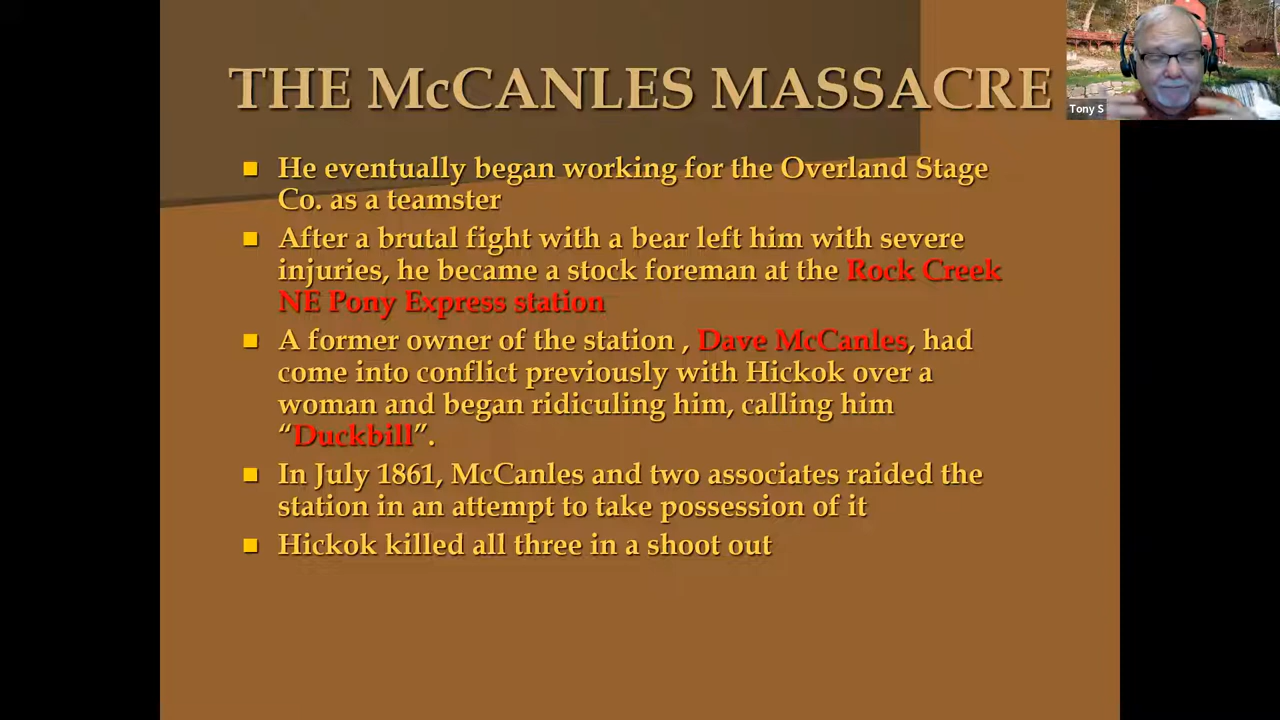 THE McCANLES MASSACRE
Tony S
He eventually began working for the Overland Stage
Co. as a teamster
After a brutal fight with a bear left him with severe
injuries, he became a stock foreman at the Rock Creek
NE Pony Express station
A former owner of the station , Dave McCanles, had
come into conflict previously with Hickok over a
woman and began ridiculing him, calling him
“Duckbill”.
In July 1861, McCanles and two associates raided the
station in an attempt to take possession of it
Hickok killed all three in a shoot out